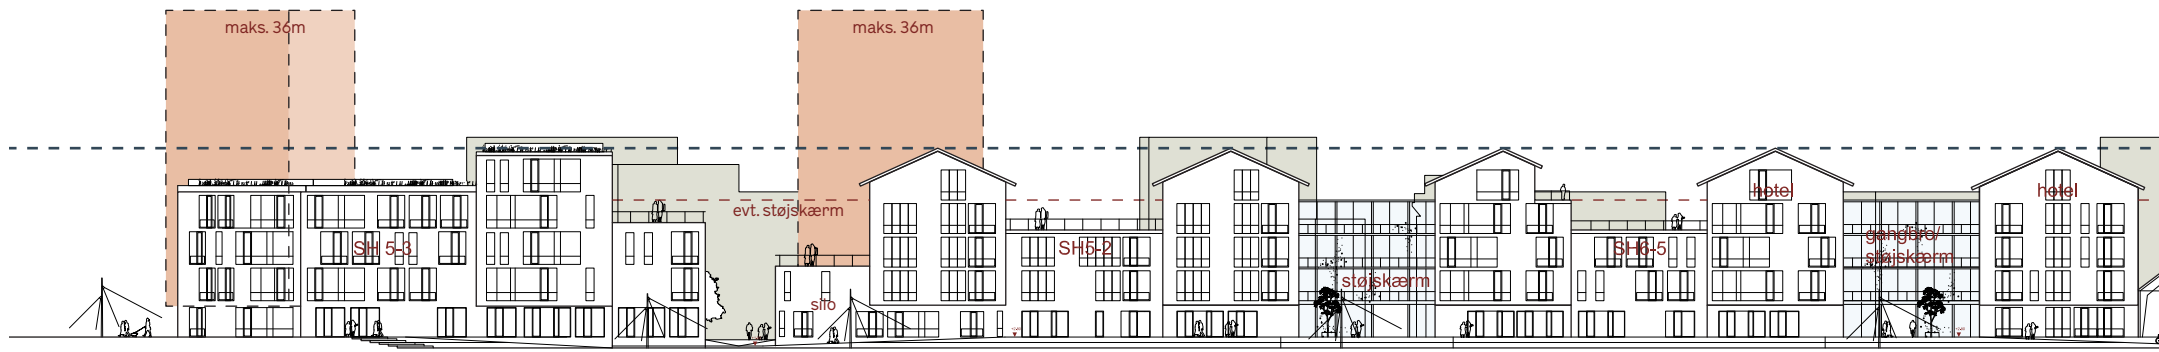 maks. 36m
maks. 36m
hotel
hotel
evt. støjskærm
SH 5-3
SH5-2
SH6-5
gangbro/
støjskærm
støjskærm
silo